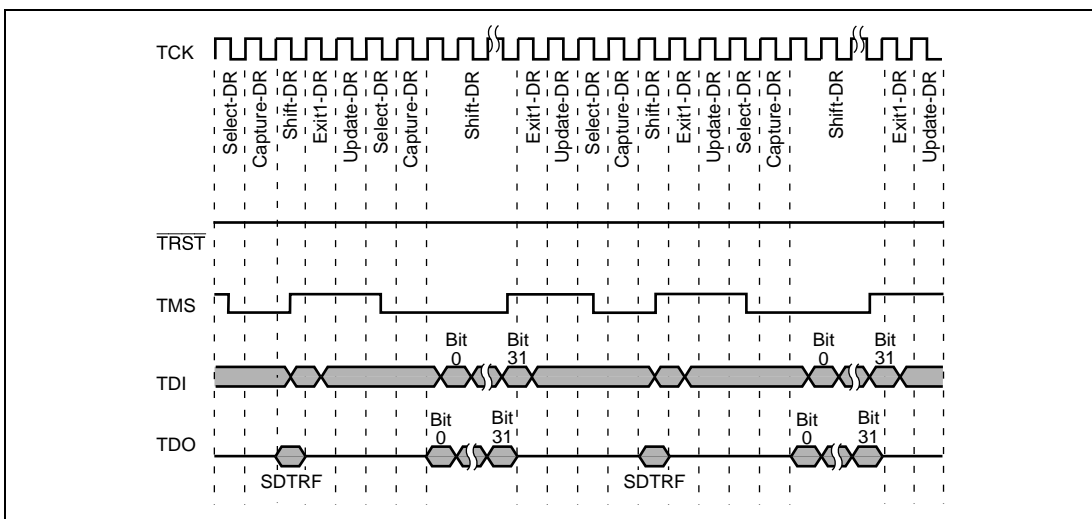 TCK
Select-DR
Capture-DR
Shift-DR
Exit1-DR
Update-DR
Select-DR
Capture-DR
Shift-DR
Exit1-DR
Update-DR
Select-DR
Capture-DR
Shift-DR
Exit1-DR
Update-DR
Select-DR
Capture-DR
Shift-DR
Exit1-DR
Update-DR
TRST
TMS
Bit 0
Bit 31
Bit 0
Bit 31
TDI
Bit 0
Bit 31
Bit 0
Bit 31
TDO
SDTRF
SDTRF